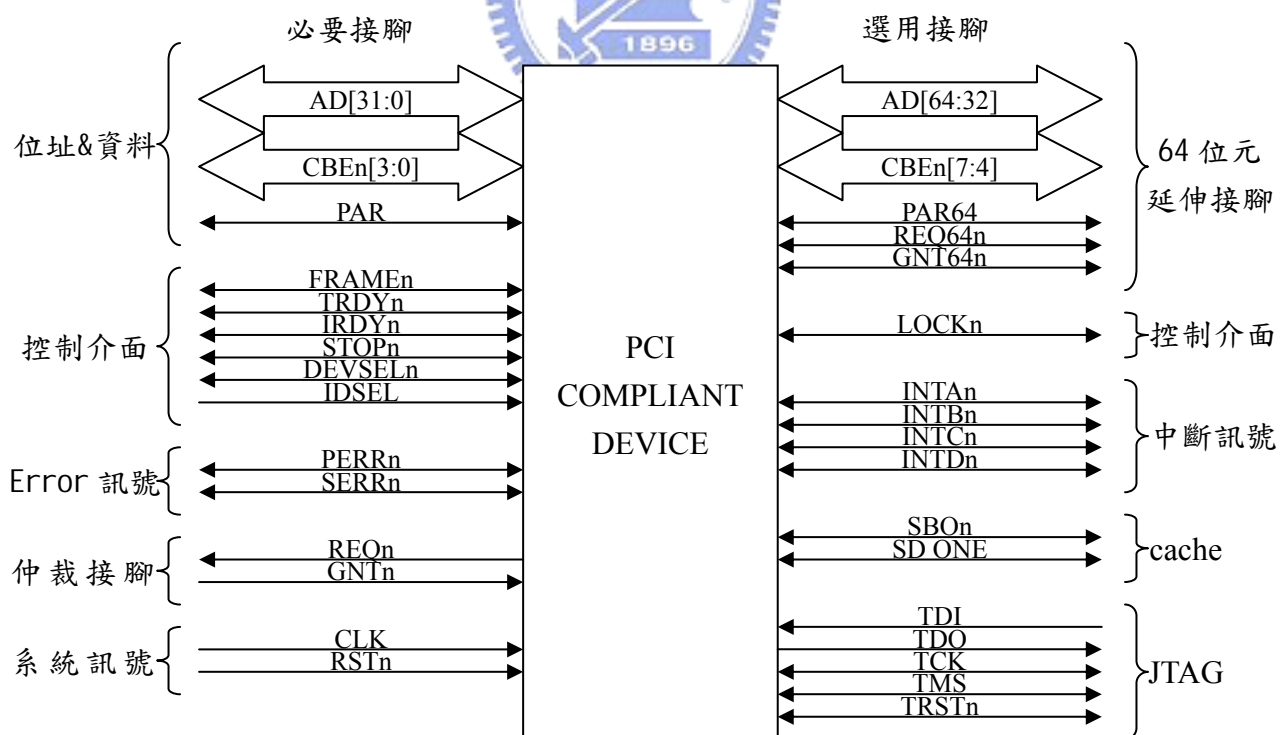 1896
必要接腳
選用接腳
位址&資料
AD[31:0]
CBEn[3:0]
PAR
控制介面
FRAMEn
TRDYn
IRDYn
STOPn
DEVSELn
IDSEL
Error 訊號
PERRn
SERRn
仲裁接腳
REQn
GNTn
系統訊號
CLK
RSTn
PCI
COMPLIANT
DEVICE
AD[64:32]
CBEn[7:4]
PAR64
REQ64n
GNT64n
64 位元
延伸接腳
LOCKn
控制介面
INTAn
INTBn
INTCn
INTDn
中斷訊號
SBOn
SD ONE
cache
TDI
TDO
TCK
TMS
TRSTn
JTAG